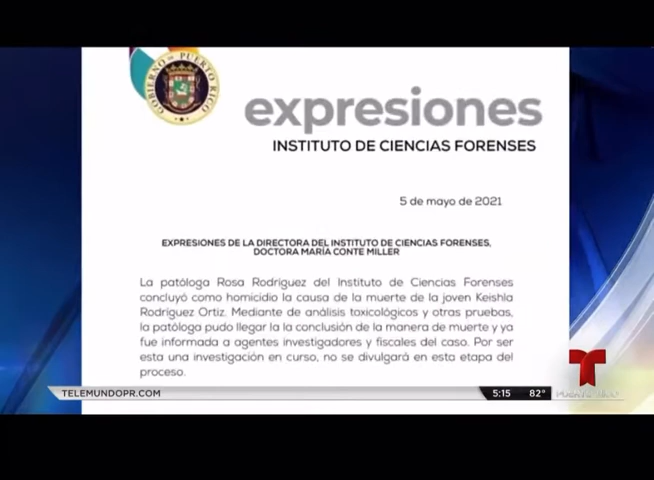 GOBIERNO DE PUERTO RICO
expresiones
INSTITUTO DE CIENCIAS FORENSES
5 de mayo de 2021
EXPRESIONES DE LA DIRECTORA DEL INSTITUTO DE CIENCIAS FORENSES,
DOCTORA MARÍA CONTE MILLER
La patóloga Rosa Rodríguez del Instituto de Ciencias Forenses
concluyó como homicidio la causa de la muerte de la joven Keishla
Rodríguez Ortiz. Mediante de análisis toxicológicos y otras pruebas,
la patóloga pudo llegar la la conclusión de la manera de muerte y ya
fue informada a agentes investigadores y fiscales del caso. Por ser
esta una investigación en curso, no se divulgará en esta etapa del
proceso.
TELEMUNDOPR.COM
5:15 82°
PUERTO RICO